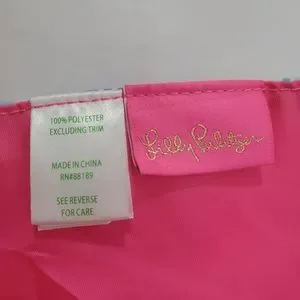 100% POLYESTER
EXCLUDING TRIM
MADE IN CHINA
RN#88189
SEE REVERSE
FOR CARE
Lilly Pulitzer